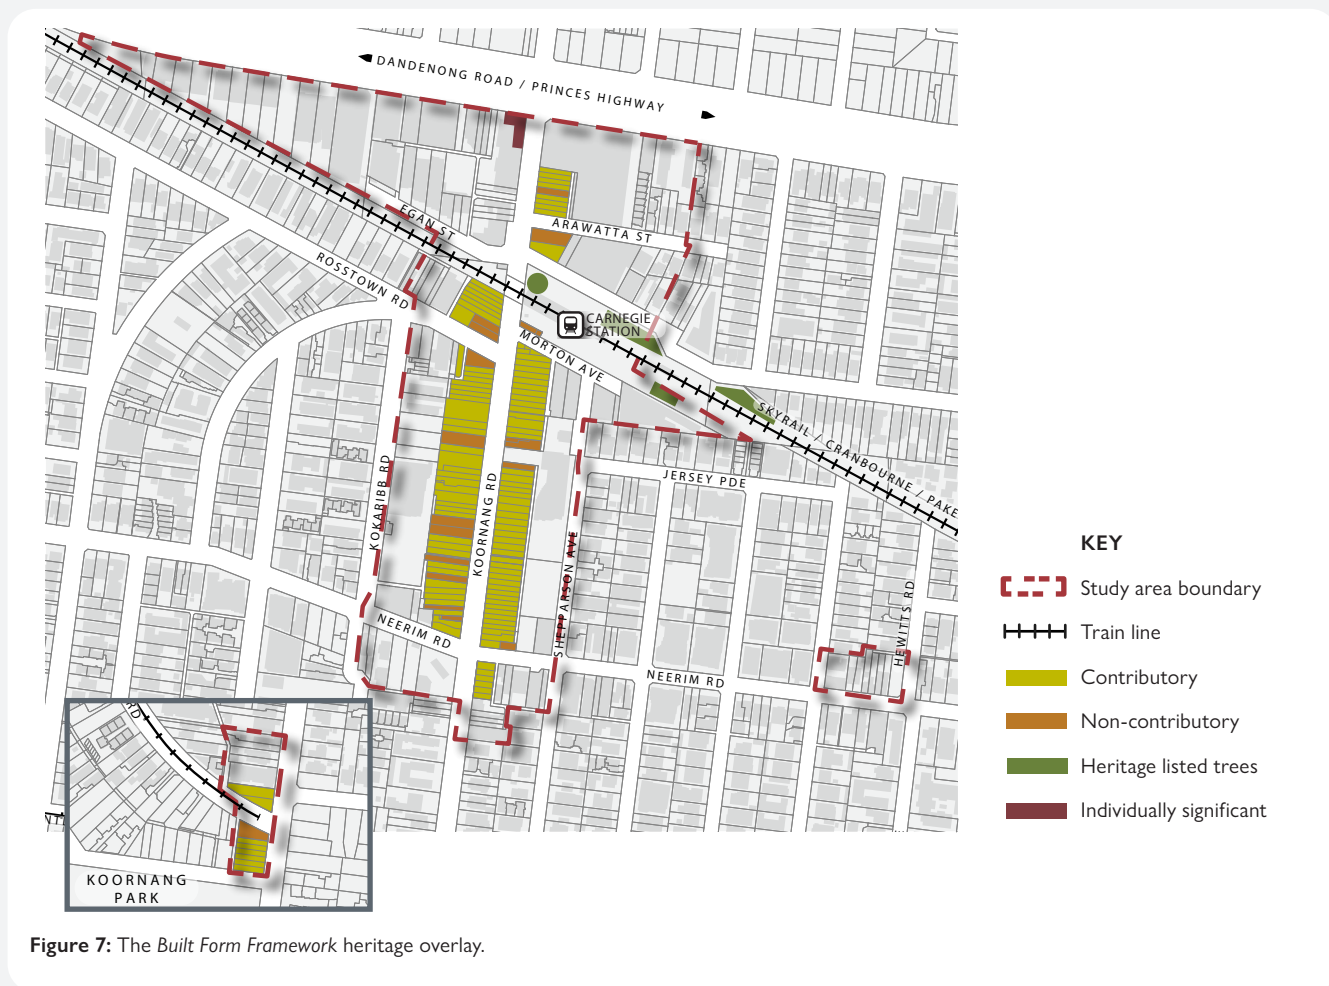 DANDENONG ROAD / PRINCES HIGHWAY
EGAN ST
ARAWATTA ST
ROSSTOWN RD
CARNEGIE
STATION
MORTON AVE
SKYRAIL / CRANBOURNE / PAKE
JERSEY PDE
KOKARIBB RD
KOORNANG RD
SHEPPARSON AVE
HEWITTS RD
NEERIM RD
NEERIM RD
RD
KOORNANG
PARK
KEY
Study area boundary
Train line
Contributory
Non-contributory
Heritage listed trees
Individually significant
Figure 7: The Built Form Framework heritage overlay.